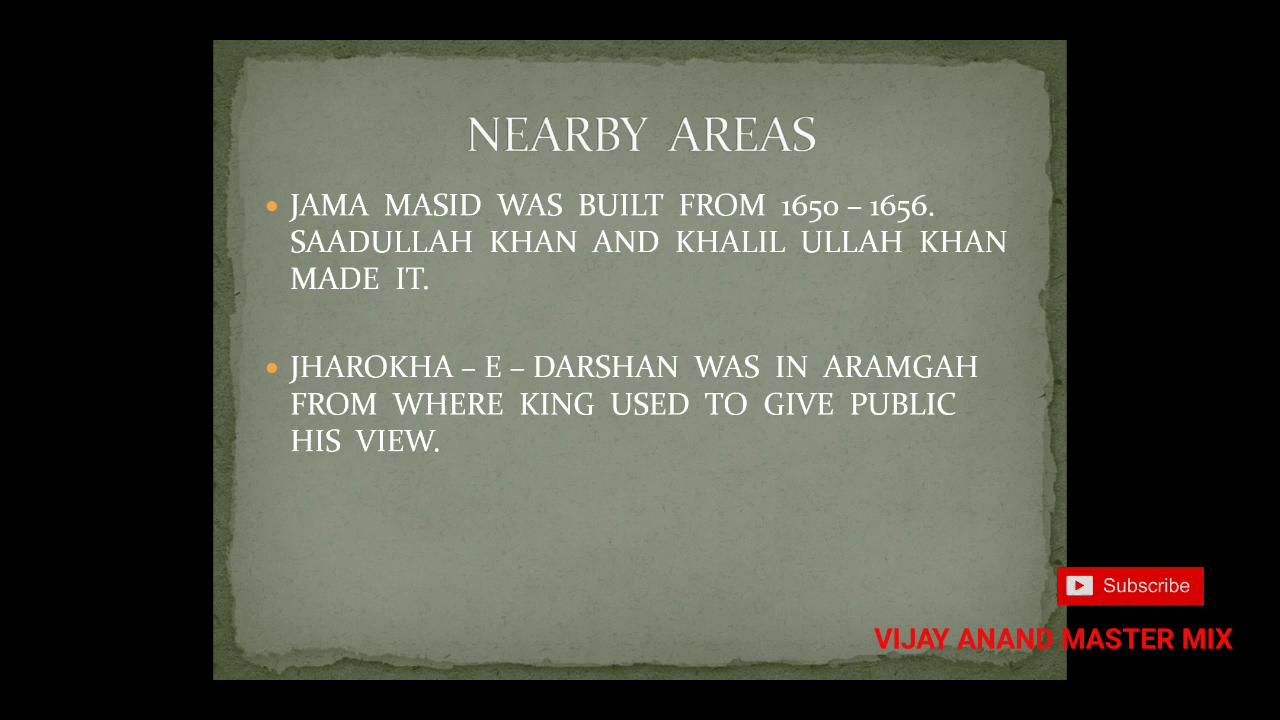 NEARBY AREAS
• JAMA MASID WAS BUILT FROM 1650 – 1656.
SAADULLAH KHAN AND KHALIL ULLAH KHAN
MADE IT.
• JHAROKHA – E – DARSHAN WAS IN ARAMGAH
FROM WHERE KING USED TO GIVE PUBLIC
HIS VIEW.
Subscribe
VIJAY ANAND MASTER MIX